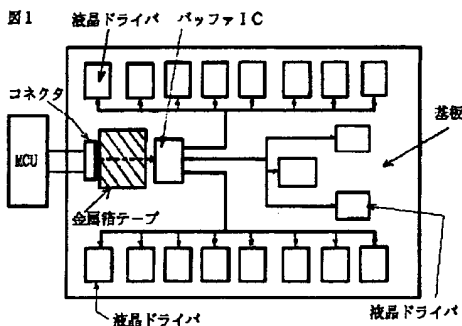 図1
液晶ドライバ
バッファIC
コネクタ
基板
MCU
金属箔テープ
液晶ドライバ
液晶ドライバ